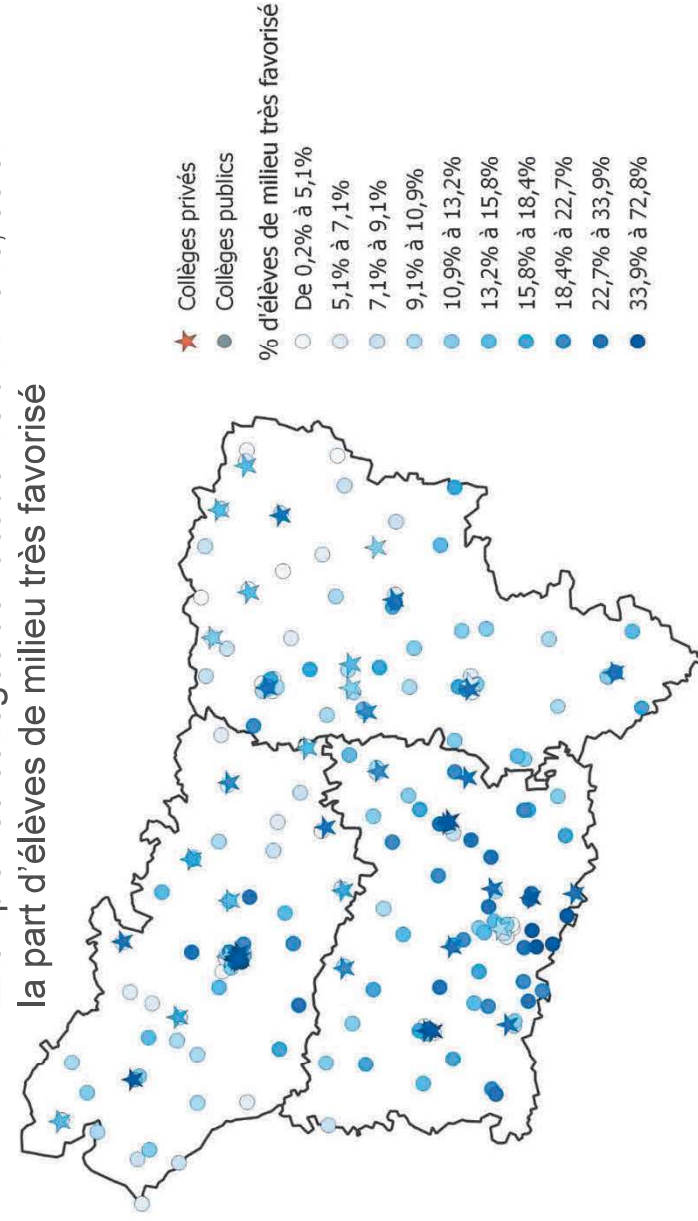 la part d'élèves de milieu très favorisé
Collèges privés
Collèges publics
% d'élèves de milieu très favorisé
De 0,2% à 5,1%
5,1% à 7,1%
7,1% à 9,1%
9,1% à 10,9%
10,9% à 13,2%
13,2% à 15,8%
15,8% à 18,4%
18,4% à 22,7%
22,7% à 33,9%
33,9% à 72,8%